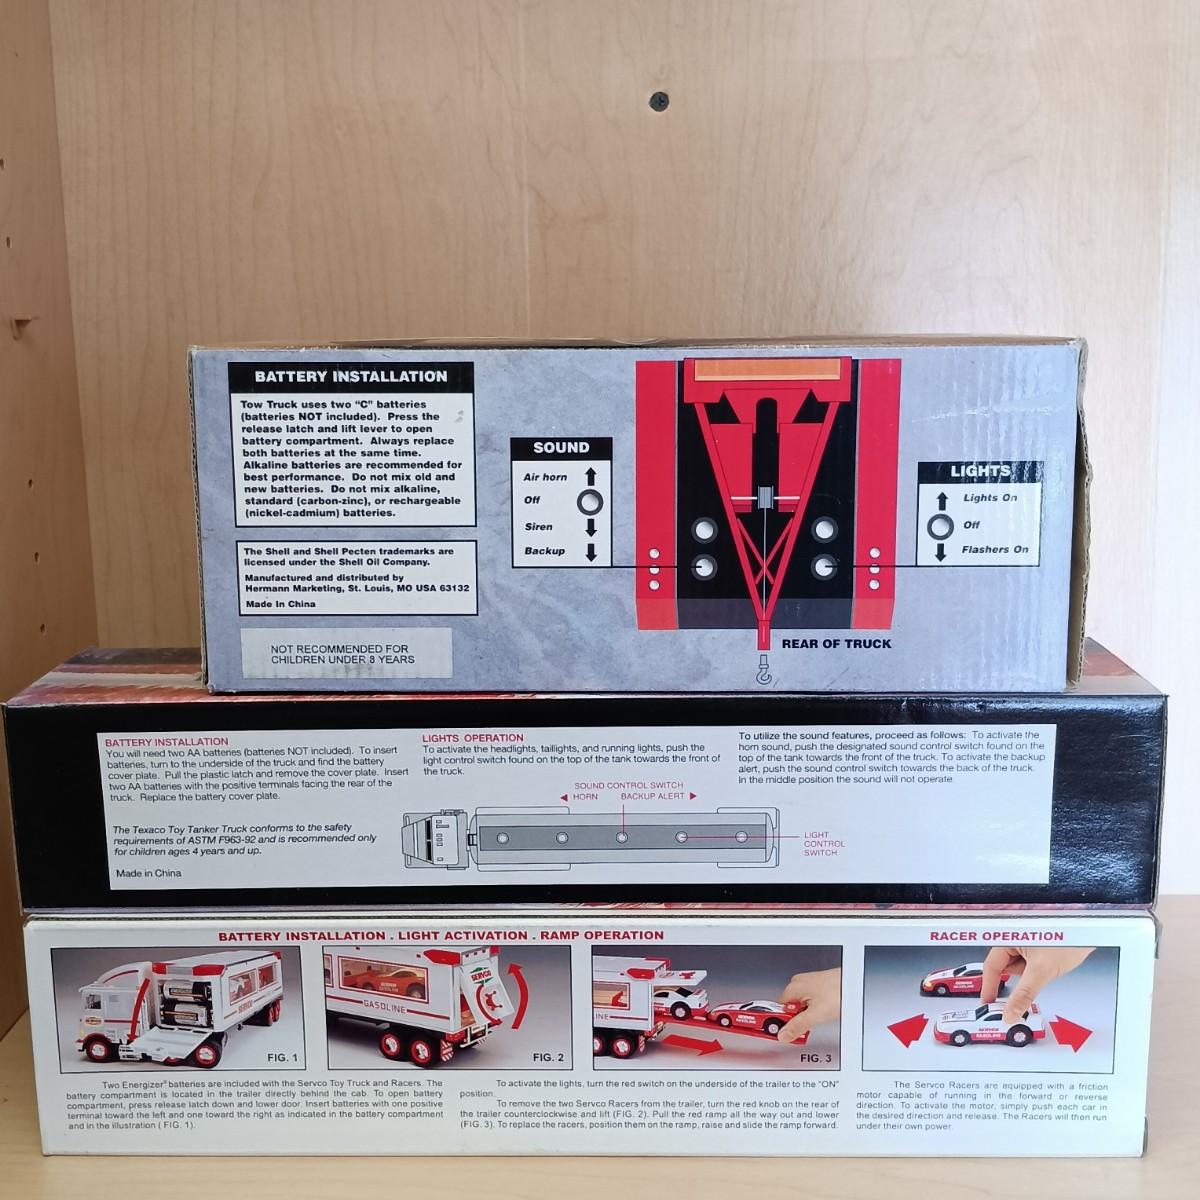 BATTERY INSTALLATION
Tow Truck uses two “C” batteries
(batteries NOT included). Press the
release latch and lift lever to open
battery compartment. Always replace
both batteries at the same time.
Alkaline batteries are recommended for
best performance. Do not mix old and
new batteries. Do not mix alkaline,
standard (carbon-zinc), or rechargeable
(nickel-cadmium) batteries.
The Shell and Shell Pecten trademarks are
licensed under the Shell Oil Company.
Manufactured and distributed by
Hermann Marketing, St. Louis, MO USA 63132
Made In China
NOT RECOMMENDED FOR
CHILDREN UNDER 3 YEARS
SOUND
Air horn
Off
Siren
Backup
LIGHTS
Lights On
Off
Flashers On
REAR OF TRUCK
BATTERY INSTALLATION
You will need two AA batteries (batteries NOT included). To insert
batteries, turn to the underside of the truck and find the battery
cover plate. Pull the plastic latch and remove the cover plate. Insert
two AA batteries with the positive terminals facing the rear of the
truck. Replace the battery cover plate.
The Texaco Toy Tanker Truck conforms to the safety
requirements of ASTM F963-92 and is recommended only
for children ages 4 years and up.
Made in China
LIGHTS OPERATION
To activate the headlights, taillights, and running lights, push the
light control switch found on the top of the tank towards the front of
the truck.
To utilize the sound features, proceed as follows: To activate the
horn sound, push the designated sound control switch found on the
top of the tank towards the front of the truck. To activate the backup
alert, push the sound control switch towards the back of the truck.
In the middle position the sound will not operate.
SOUND CONTROL SWITCH
HORN BACKUP ALERT
LIGHT
CONTROL
SWITCH
BATTERY INSTALLATION . LIGHT ACTIVATION . RAMP OPERATION
RACER OPERATION
SERVCO
FIG. 1
SERVCO
GASOLINE
FIG. 2
INE
FIG. 3
SERVCO
GASOLINE
Two Energizer® batteries are included with the Servco Toy Truck and Racers. The
battery compartment is located in the trailer directly behind the cab. To open battery
compartment, press release latch down and lower door. Insert batteries with one positive
terminal toward the left and one toward the right as indicated in the battery compartment
and in the illustration ( FIG. 1).
To activate the lights, turn the red switch on the underside of the trailer to the "ON"
position.
To remove the two Servco Racers from the trailer, turn the red knob on the rear of
the trailer counterclockwise and lift (FIG. 2). Pull the red ramp all the way out and lower
(FIG. 3). To replace the racers, position them on the ramp, raise and slide the ramp forward.
The Servco Racers are equipped with a friction
motor capable of running in the forward or reverse
direction. To activate the motor, simply push each car in
the desired direction and release. The Racers will then run
under their own power.